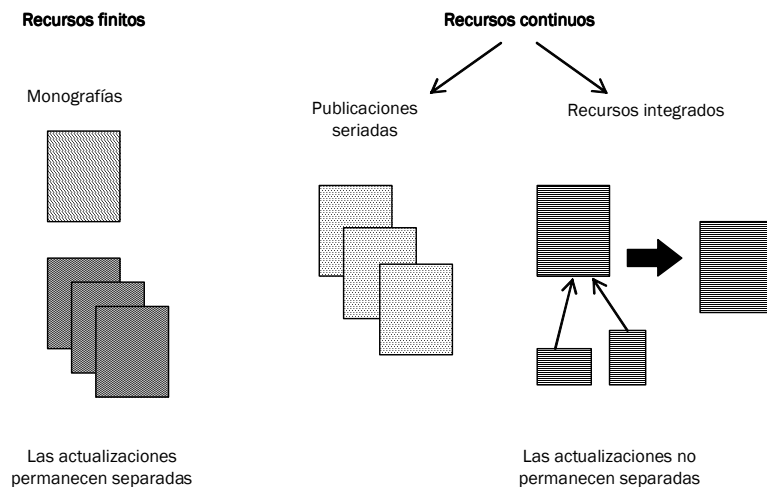 Recursos finitos
Recursos continuos
Monografías
Publicaciones
seriadas
Recursos integrados
Las actualizaciones
permanecen separadas
Las actualizaciones no
permanecen separadas